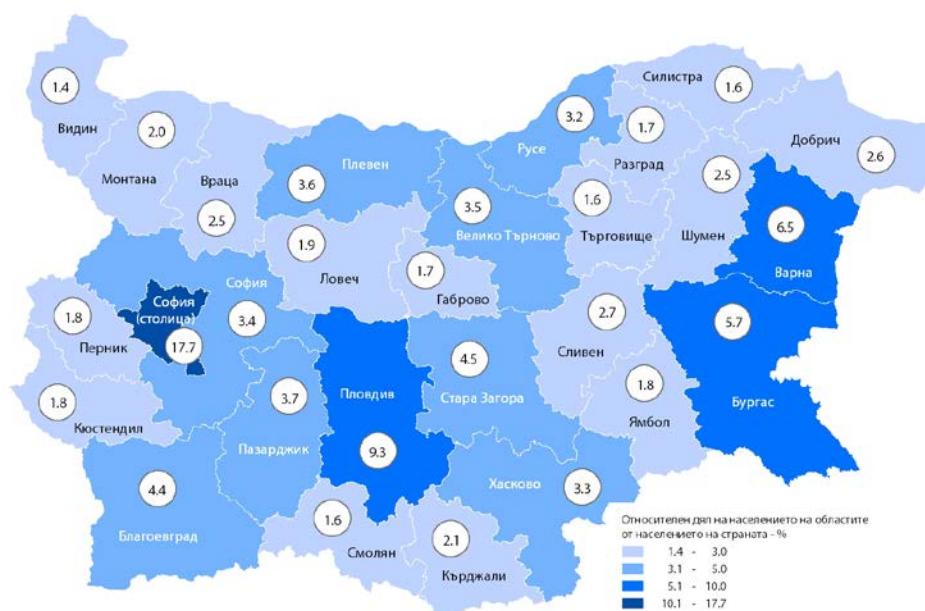 Силистра
1.6
1.4
3.2
Видин
2.0
1.7
Добрич
Русе
2.6
Плевен
Разград
Монтана
Враца
3.6
2.5
1.6
3.5
2.5
6.5
Велико Търново
Търговище
Шумен
1.9
Варна
Ловеч
1.7
София
Габрово
София
(столица)
1.8
3.4
2.7
5.7
Перник
17.7
4.5
Сливен
1.8
3.7
Пловдив
Стара Загора
1.8
Бургас
Кюстендил
Ямбол
Пазарджик
9.3
4.4
Хасково
3.3
Благоевград
1.6
2.1
Смолян
Кърджали
Относителен дял на населението на областите
от населението на страната - %
1.4 - 3.0
3.1 - 5.0
5.1 - 10.0
10.1 - 17.7